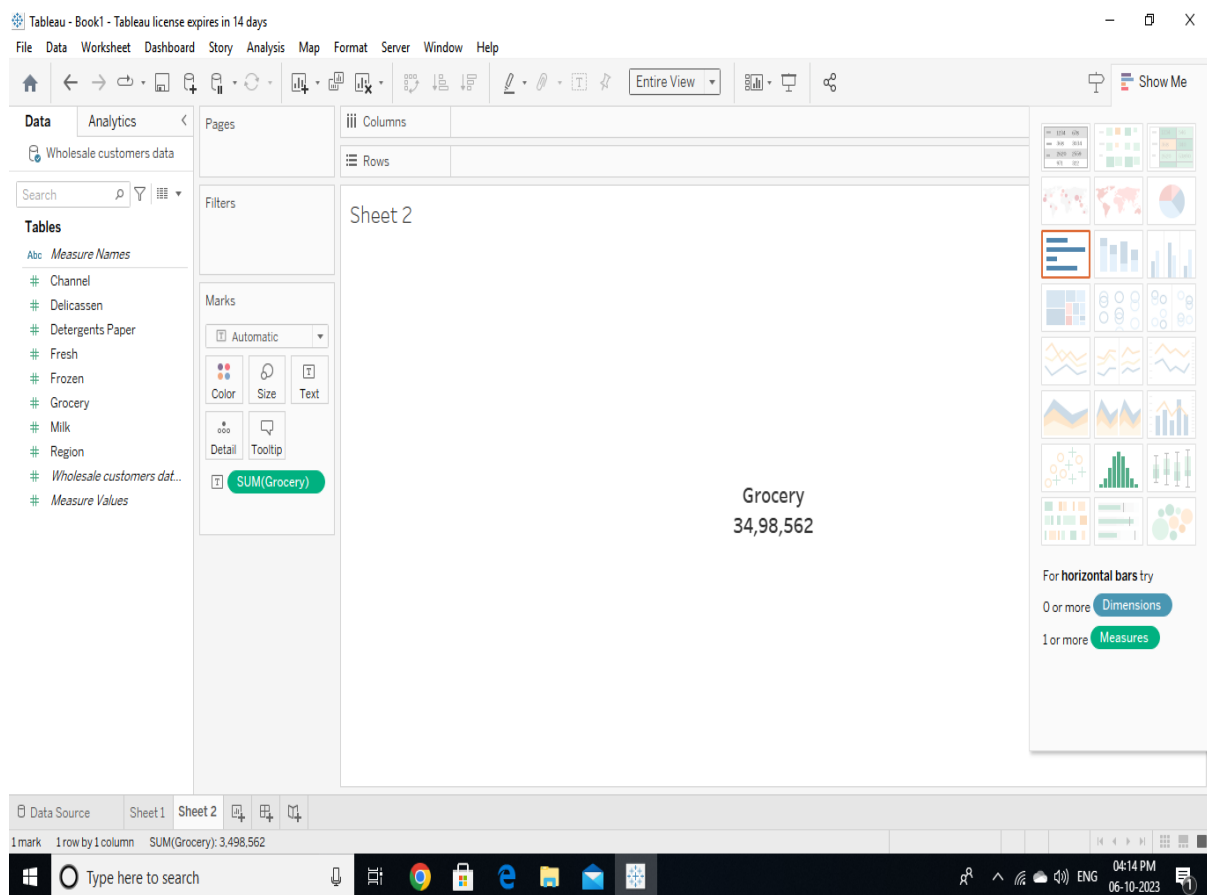 Tableau - Book1 - Tableau license expires in 14 days
File Data Worksheet Dashboard Story Analysis Map Format Server Window Help
Entire View
Show Me
Data Analytics
Wholesale customers data
Search
Tables
Abc Measure Names
# Channel
# Delicassen
# Detergents Paper
# Fresh
# Frozen
# Grocery
# Milk
# Region
# Wholesale customers dat...
# Measure Values
Pages
Filters
Marks
T Automatic
Color Size Text
Detail Tooltip
T SUM(Grocery)
iii Columns
Rows
Sheet 2
Grocery
34,98,562
For horizontal bars try
0 or more Dimensions
1 or more Measures
Data Source Sheet 1 Sheet 2
1 mark 1 row by 1 column SUM(Grocery): 3,498,562
Type here to search
ENG
04:14 PM
06-10-2023